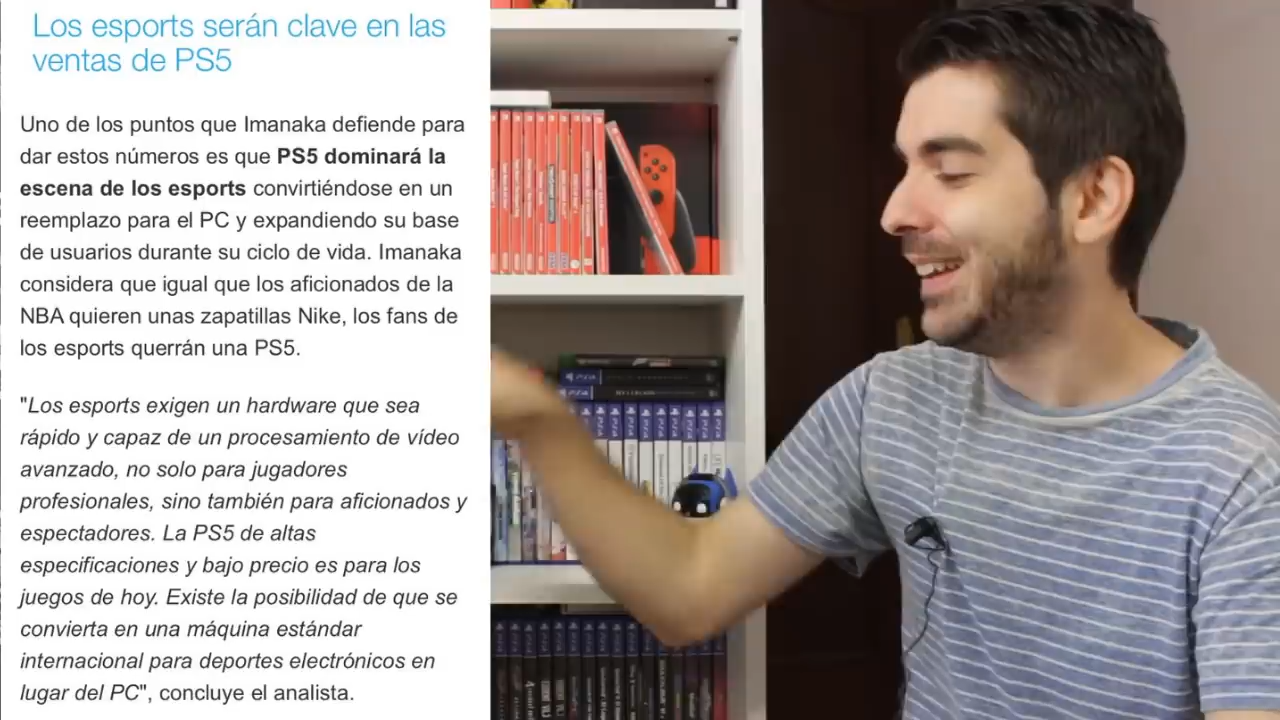 Los esports serán clave en las
ventas de PS5
Uno de los puntos que Imanaka defiende para
dar estos números es que PS5 dominará la
escena de los esports convirtiéndose en un
reemplazo para el PC y expandiendo su base
de usuarios durante su ciclo de vida. Imanaka
considera que igual que los aficionados de la
NBA quieren unas zapatillas Nike, los fans de
los esports querrán una PS5.
"Los esports exigen un hardware que sea
rápido y capaz de un procesamiento de vídeo
avanzado, no solo para jugadores
profesionales, sino también para aficionados y
espectadores. La PS5 de altas
especificaciones y bajo precio es para los
juegos de hoy. Existe la posibilidad de que se
convierta en una máquina estándar
internacional para deportes electrónicos en
lugar del PC", concluye el analista.
PS4
PS4